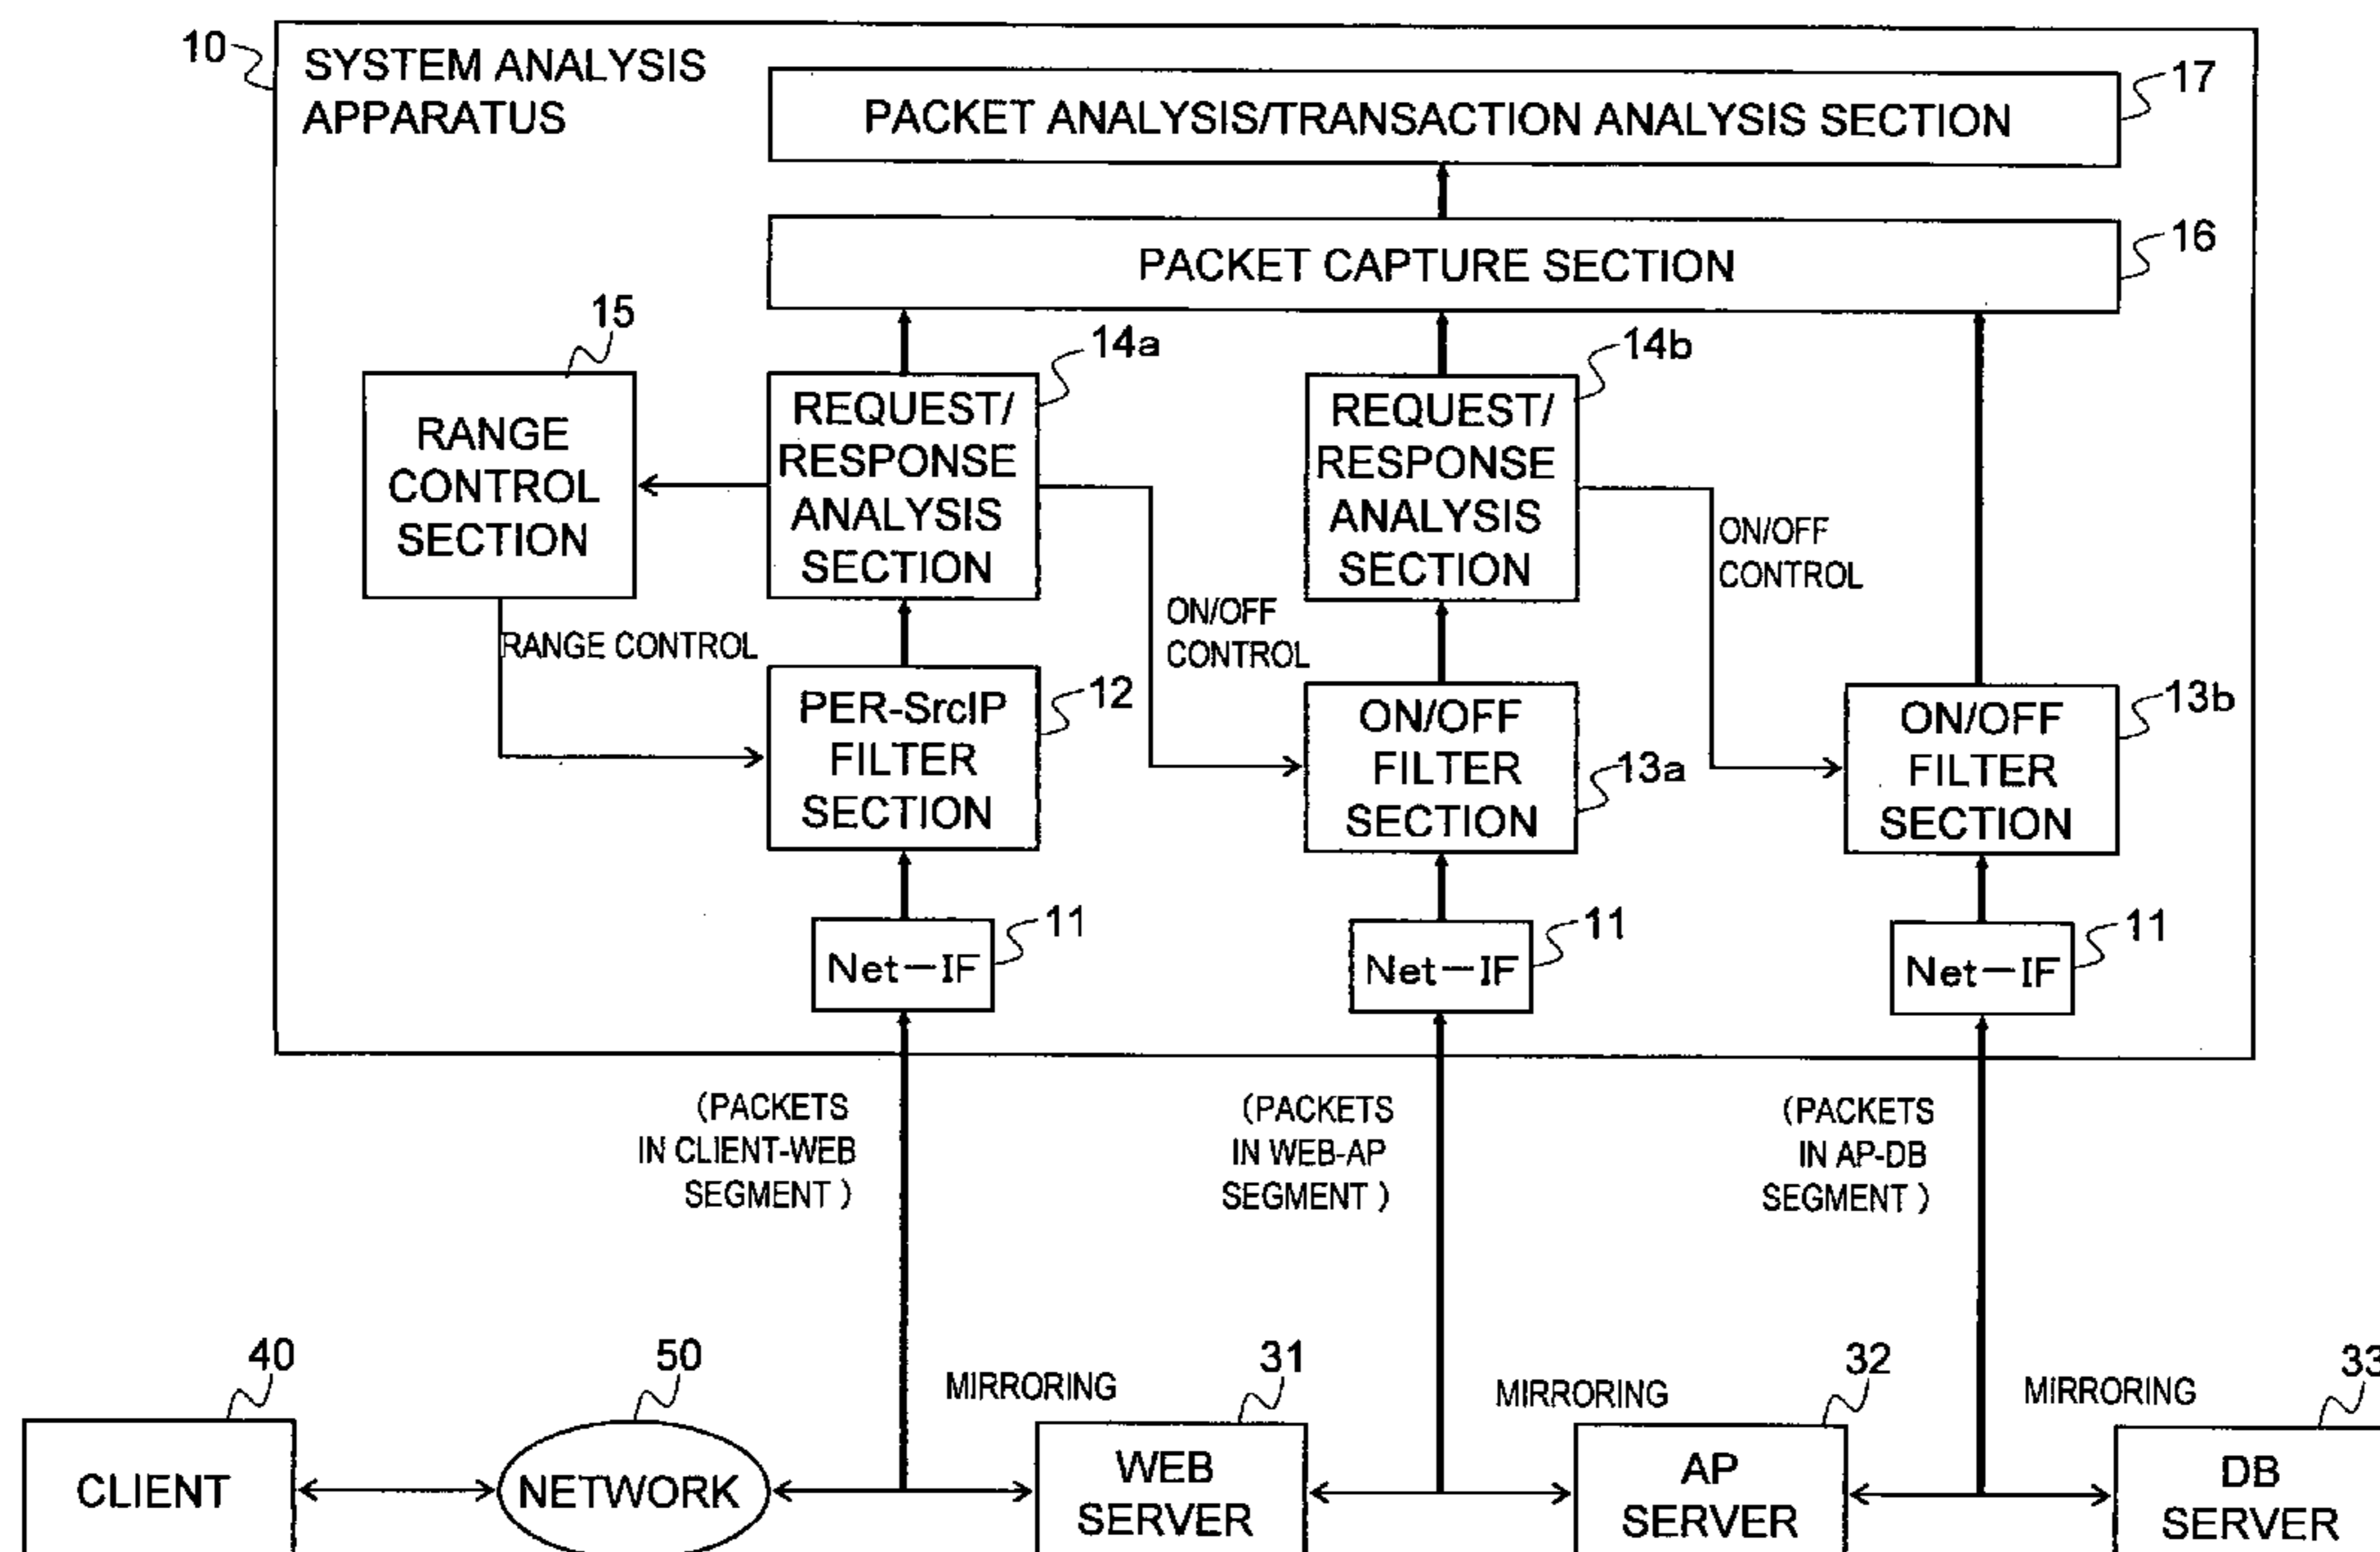 10
SYSTEM ANALYSIS
APPARATUS
17
PACKET ANALYSIS/TRANSACTION ANALYSIS SECTION
16
PACKET CAPTURE SECTION
15
RANGE
CONTROL
SECTION
14a
REQUEST/
RESPONSE
ANALYSIS
SECTION
14b
REQUEST/
RESPONSE
ANALYSIS
SECTION
ON/OFF
CONTROL
ON/OFF
CONTROL
RANGE CONTROL
12
PER-SrcIP
FILTER
SECTION
13a
ON/OFF
FILTER
SECTION
13b
ON/OFF
FILTER
SECTION
11
Net-IF
11
Net-IF
11
Net-IF
(PACKETS
IN CLIENT-WEB
SEGMENT )
(PACKETS
IN WEB-AP
SEGMENT )
(PACKETS
IN AP-DB
SEGMENT )
40
CLIENT
50
NETWORK
MIRRORING
31
WEB
SERVER
MIRRORING
32
AP
SERVER
MIRRORING
33
DB
SERVER